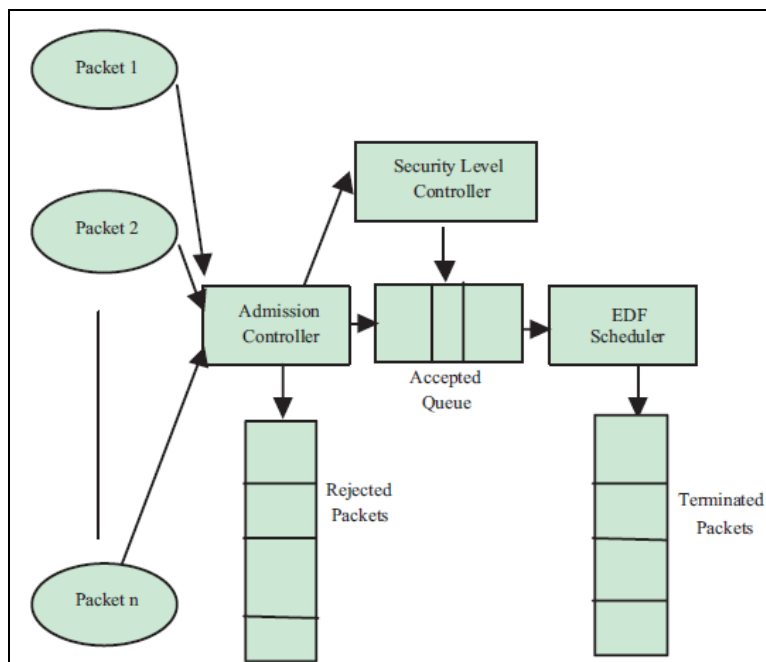 Packet 1
Security Level
Controller
Packet 2
Admission
Controller
EDF
Scheduler
Accepted
Queue
Rejected
Packets
Terminated
Packets
Packet n